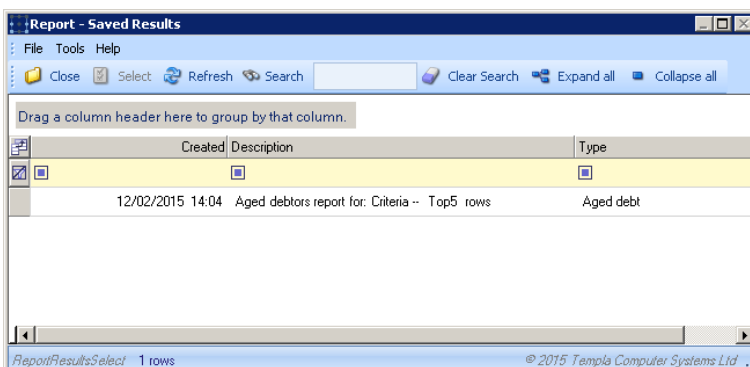 Report - Saved Results
File Tools Help
Close Select Refresh Search Clear Search Expand all Collapse all
Drag a column header here to group by that column.
Created Description Type
12/02/2015 14:04 Aged debtors report for: Criteria -- Top5 rows Aged debt
ReportResultsSelect 1 rows © 2015 Templa Computer Systems Ltd